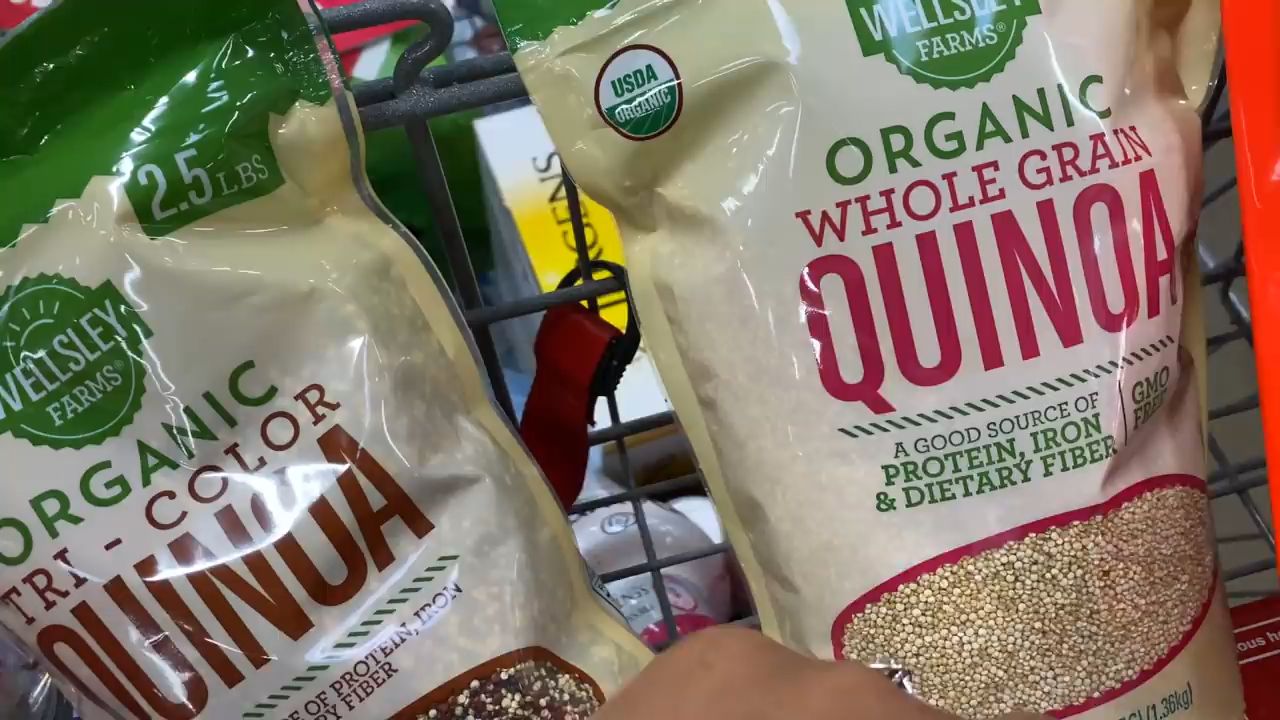 2.5 LBS
WELLSLEY
FARMS®
ORGANIC
TRI-COLOR
QUINOA
OF PROTEIN, IRON
FIBER
USDA
ORGANIC
WELLSLEY
FARMS®
ORGANIC
WHOLE GRAIN
QUINOA
A GOOD SOURCE OF
PROTEIN, IRON
& DIETARY FIBER
GMO
FREE
1.36kg)